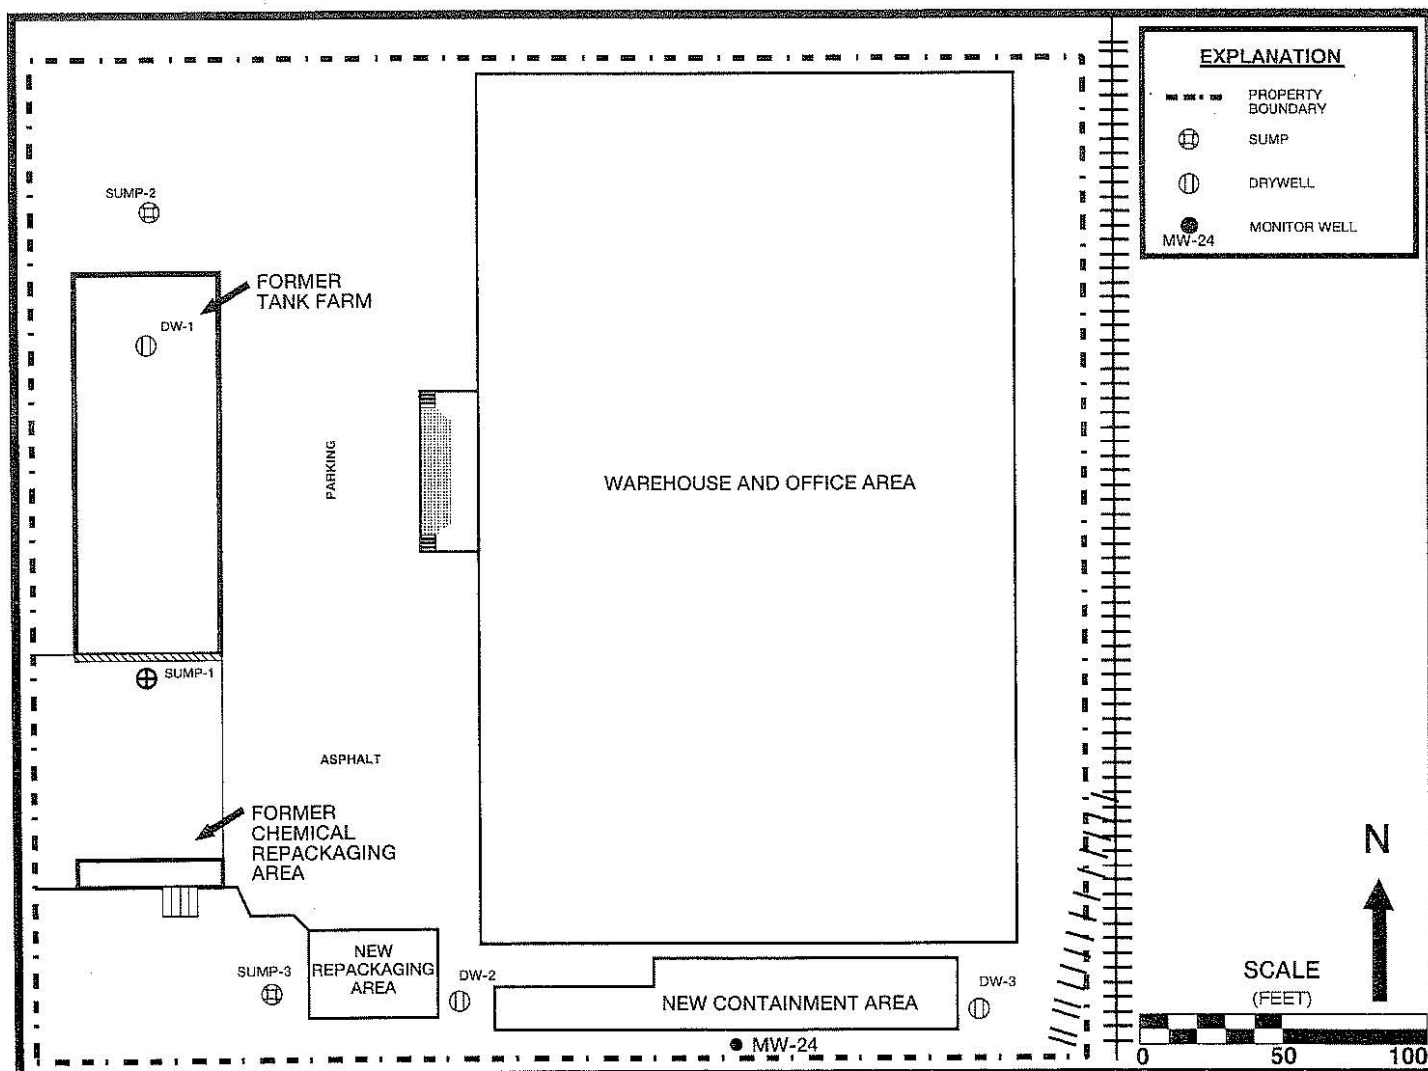 EXPLANATION
PROPERTY
BOUNDARY
SUMP
DRYWELL
MONITOR WELL
MW-24
SUMP-2
FORMER
TANK FARM
DW-1
PARKING
WAREHOUSE AND OFFICE AREA
SUMP-1
ASPHALT
FORMER
CHEMICAL
REPACKAGING
AREA
NEW
REPACKAGING
AREA
SUMP-3
DW-2
NEW CONTAINMENT AREA
DW-3
MW-24
N
SCALE
(FEET)
0 50 100